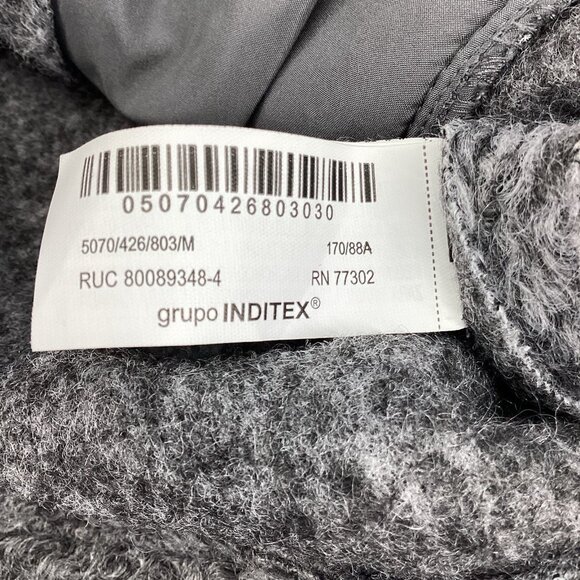 05070426803030
5070/426/803/M 170/88A
RUC 80089348-4 RN 77302
grupo INDITEX®